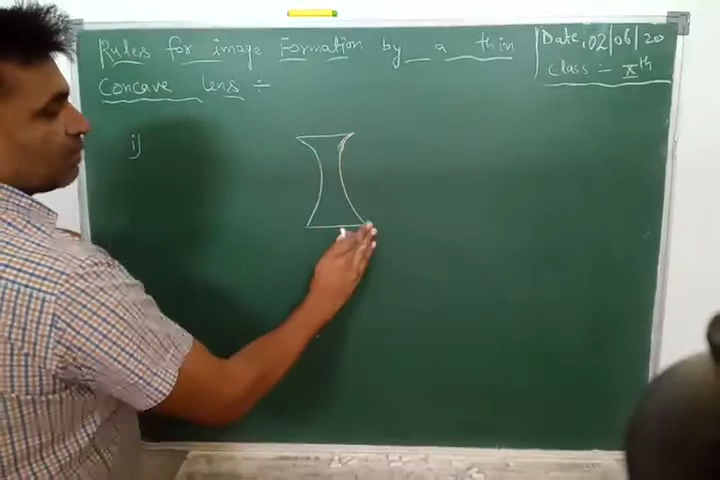 Rules for image Formation by a thin
Concave lens ÷
Date, 02/06/20
class :- Xth
i)